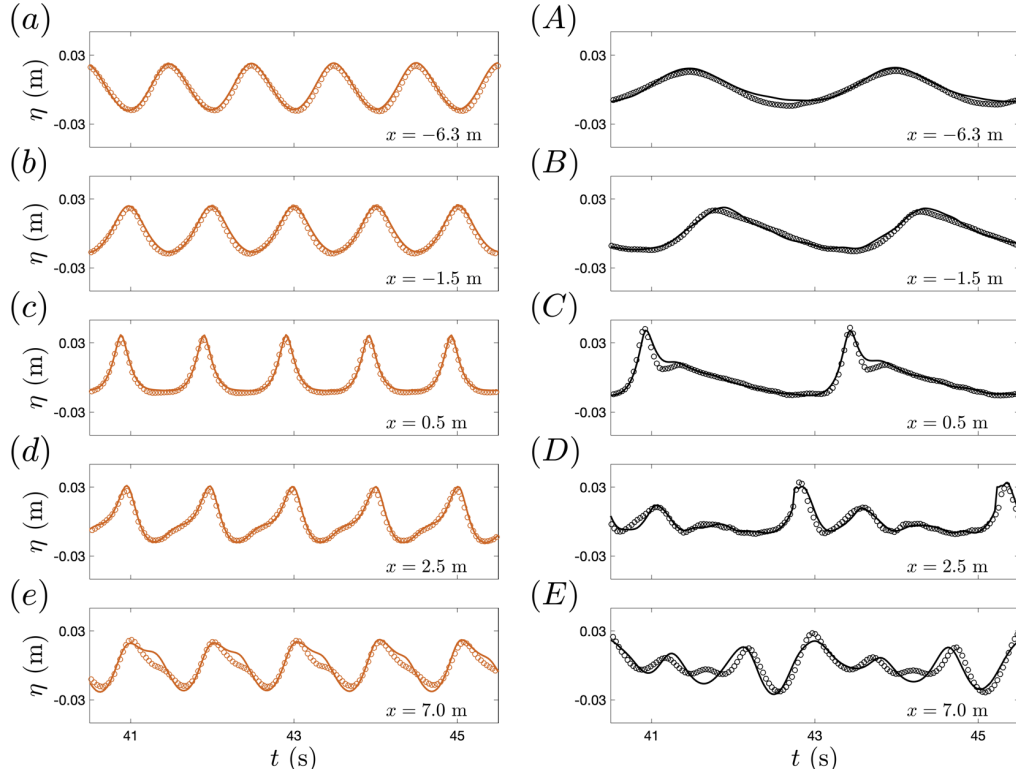 (a) (A)
η (m) 0.03 -0.03 x = −6.3 m 0.03 -0.03 x = −6.3 m
(b) (B)
η (m) 0.03 -0.03 x = −1.5 m 0.03 -0.03 x = −1.5 m
(c) (C)
η (m) 0.03 -0.03 x = 0.5 m 0.03 -0.03 x = 0.5 m
(d) (D)
η (m) 0.03 -0.03 x = 2.5 m 0.03 -0.03 x = 2.5 m
(e) (E)
η (m) 0.03 -0.03 x = 7.0 m 0.03 -0.03 x = 7.0 m
41 43 45 41 43 45
t (s) t (s)